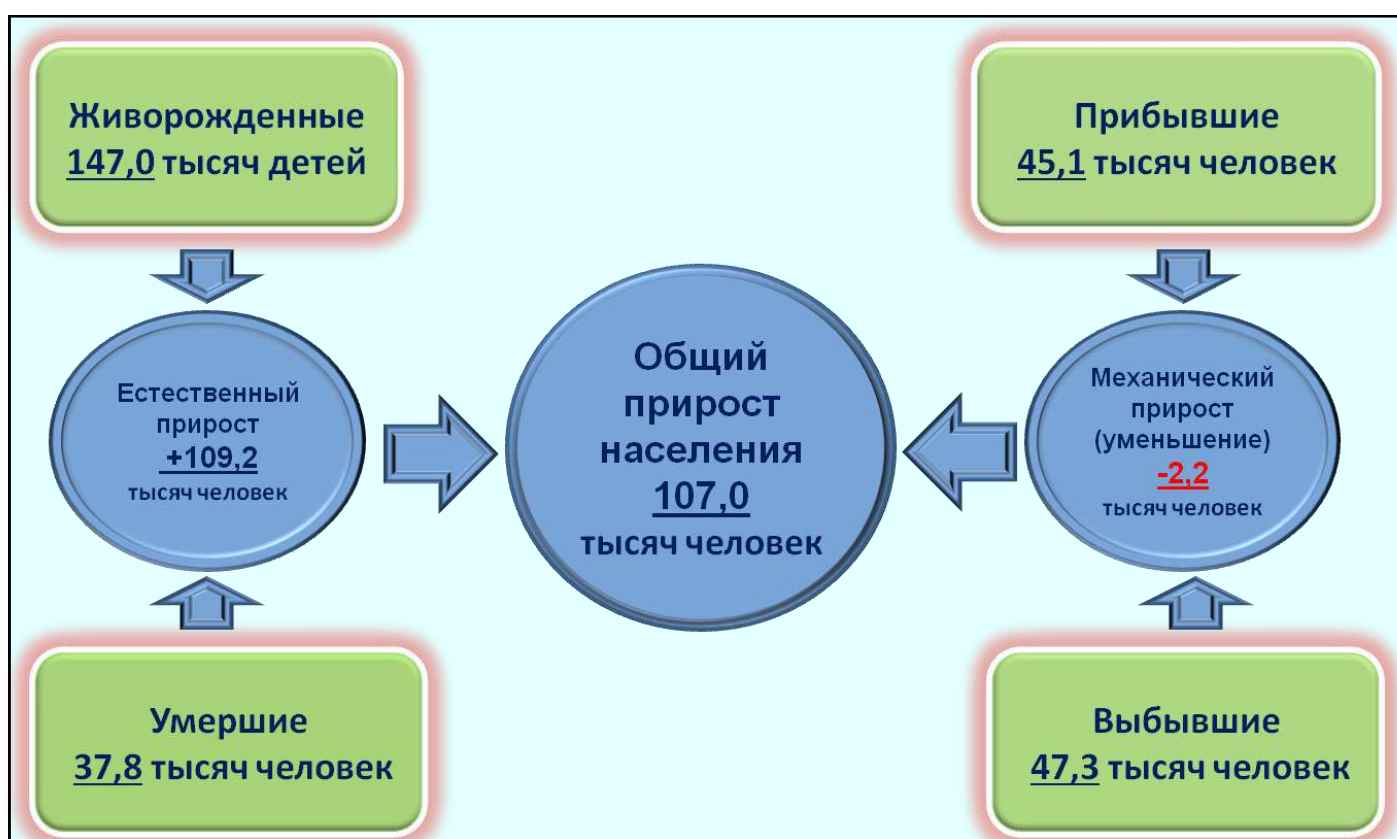 Живорожденные
147,0 тысяч детей
Прибывшие
45,1 тысяч человек
Естественный
прирост
+109,2
тысяч человек
Общий
прирост
населения
107,0
тысяч человек
Механический
прирост
(уменьшение)
-2,2
тысяч человек
Умершие
37,8 тысяч человек
Выбывшие
47,3 тысяч человек